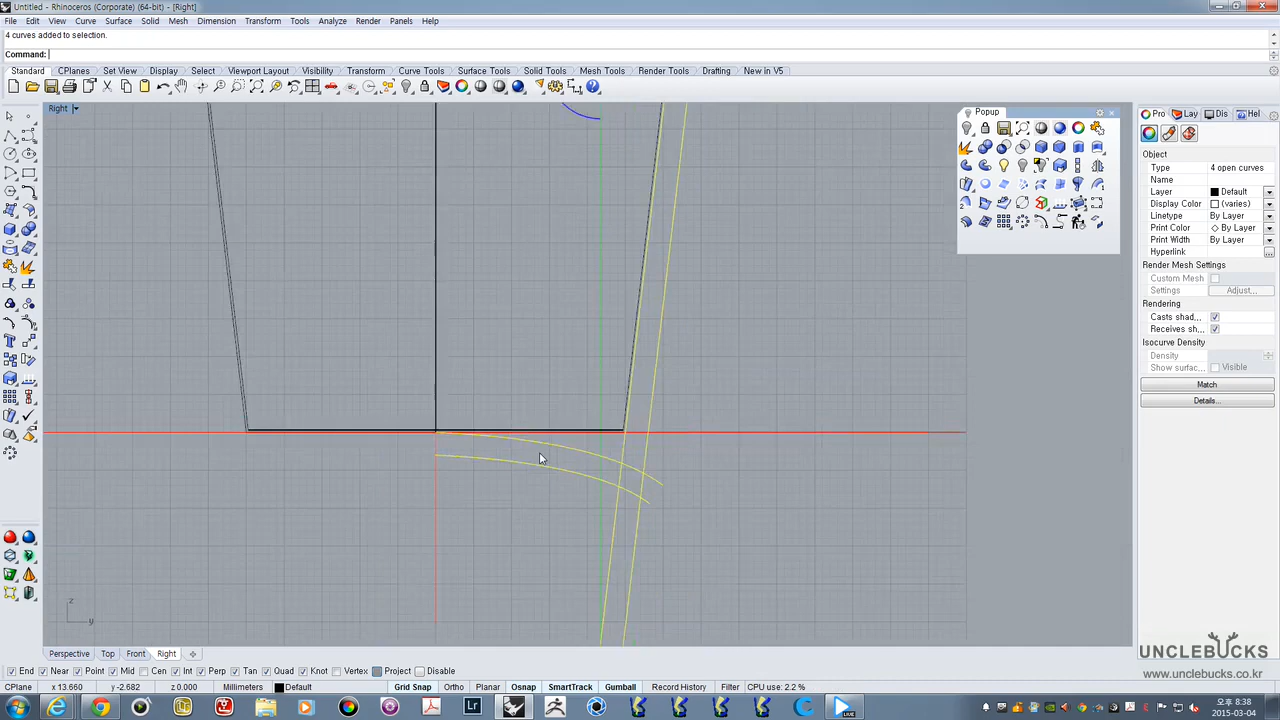 Untitled - Rhinoceros (Corporate) (64-bit) - [Right]
File Edit View Curve Surface Solid Mesh Dimension Transform Tools Analyze Render Panels Help
4 curves added to selection.
Command:
Standard CPlanes Set View Display Select Viewport Layout Visibility Transform Curve Tools Surface Tools Solid Tools Mesh Tools Render Tools Drafting New in V5
Right
Popup
Pro Lay Dis Hel
Object
Type 4 open curves
Name
Layer Default
Display Color (varies)
Linetype By Layer
Print Color By Layer
Print Width By Layer
Hyperlink
Render Mesh Settings
Custom Mesh
Settings Adjust...
Rendering
Casts shad...
Receives sh...
Isocurve Density
Density
Show surfac... Visible
Match
Details...
z
y
Perspective Top Front Right
End Near Point Mid Cen Int Perp Tan Quad Knot Vertex Project Disable
CPlane x 13.660 y -2.682 z 0.000 Millimeters Default Grid Snap Ortho Planar Osnap SmartTrack Gumball Record History Filter CPU use: 2.2 %
UNCLEBUCKS
www.unclebucks.co.kr
Lr
LIVE
오후 8:38
2015-03-04